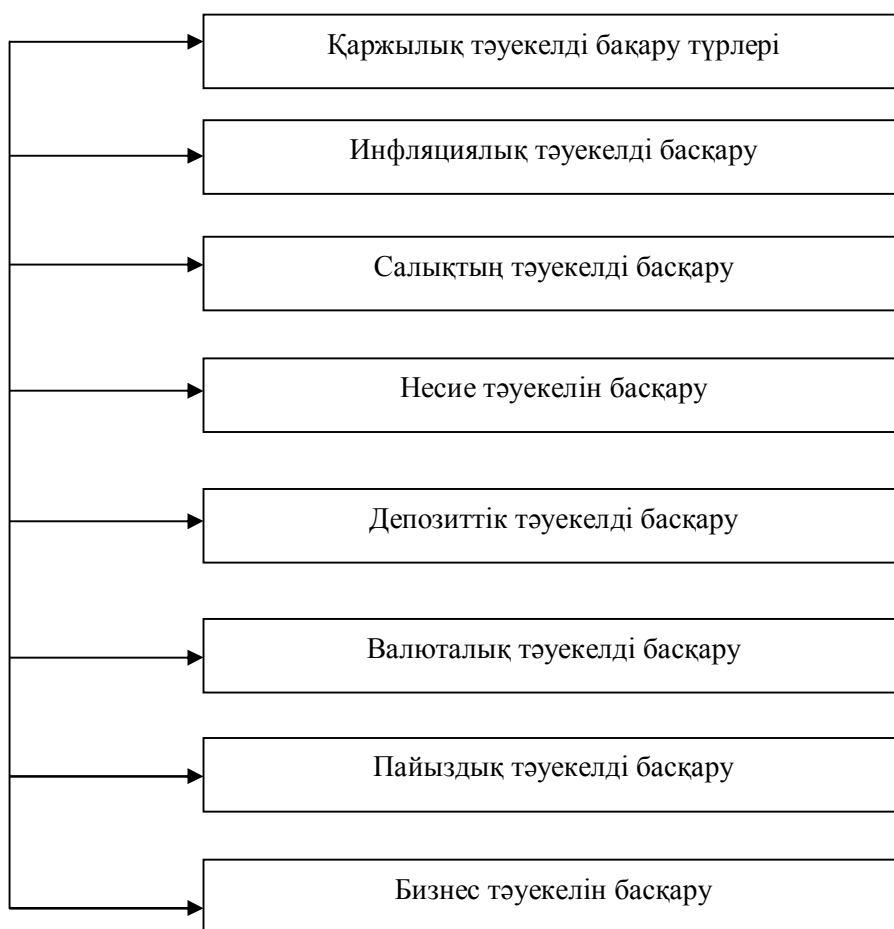 Қаржылық тәуекелді бақару түрлері
Инфляциялық тәуекелді басқару
Салықтың тәуекелді басқару
Несие тәуекелін басқару
Депозиттік тәуекелді басқару
Валюталық тәуекелді басқару
Пайыздық тәуекелді басқару
Бизнес тәуекелін басқару